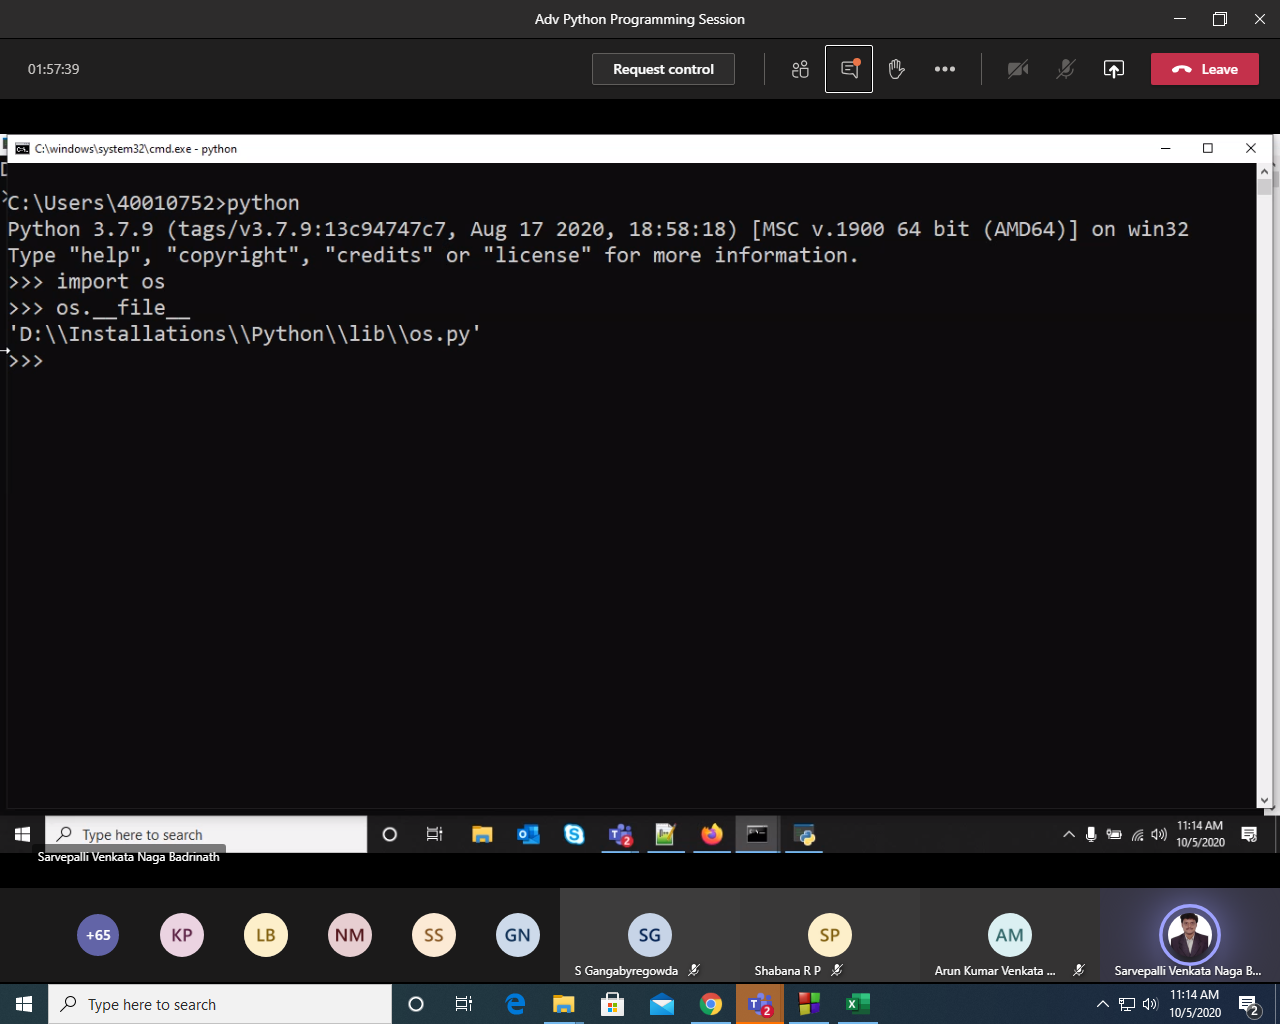 Adv Python Programming Session
01:57:39
Request control
Leave
C:\windows\system32\cmd.exe - python
C:\Users\40010752>python
Python 3.7.9 (tags/v3.7.9:13c94747c7, Aug 17 2020, 18:58:18) [MSC v.1900 64 bit (AMD64)] on win32
Type "help", "copyright", "credits" or "license" for more information.
>>> import os
>>> os.__file__
'D:\\Installations\\Python\\lib\\os.py'
>>>
Type here to search
2
11:14 AM
10/5/2020
Sarvepalli Venkata Naga Badrinath
+65
KP
LB
NM
SS
GN
SG
SP
AM
S Gangabyregowda
Shabana R P
Arun Kumar Venkata ...
Sarvepalli Venkata Naga B...
Type here to search
2
11:14 AM
10/5/2020
2